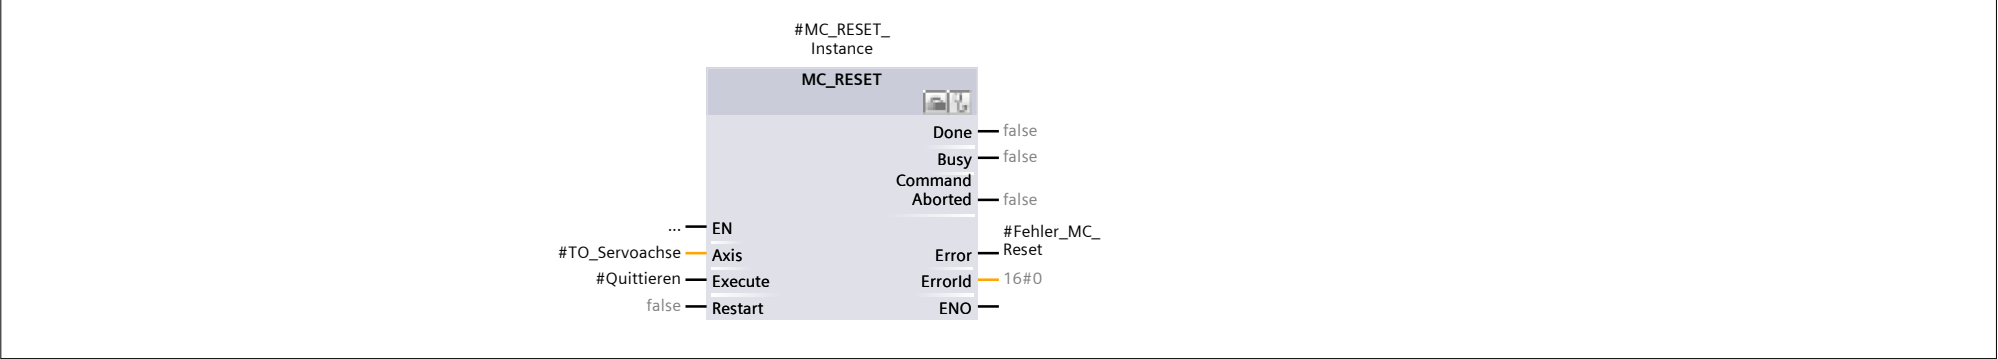 #MC_RESET_
Instance
MC_RESET
Done false
Busy false
Command
Aborted false
... EN
#Fehler_MC_
Reset
#TO_Servoachse Axis Error
#Quittieren Execute ErrorId 16#0
false Restart ENO